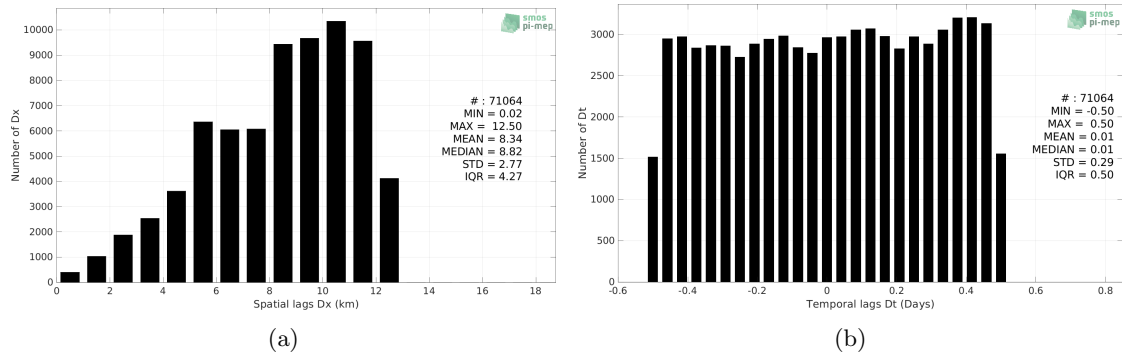 smos
pi-mep
10000
9000
8000
7000
6000
5000
4000
3000
2000
1000
0
Number of Dx
# : 71064
MIN = 0.02
MAX = 12.50
MEAN = 8.34
MEDIAN = 8.82
STD = 2.77
IQR = 4.27
0 2 4 6 8 10 12 14 16 18
Spatial lags Dx (km)
(a)
smos
pi-mep
3000
2500
2000
1500
1000
500
0
Number of Dt
# : 71064
MIN = -0.50
MAX = 0.50
MEAN = 0.01
MEDIAN = 0.01
STD = 0.29
IQR = 0.50
-0.6 -0.4 -0.2 0 0.2 0.4 0.6 0.8
Temporal lags Dt (Days)
(b)